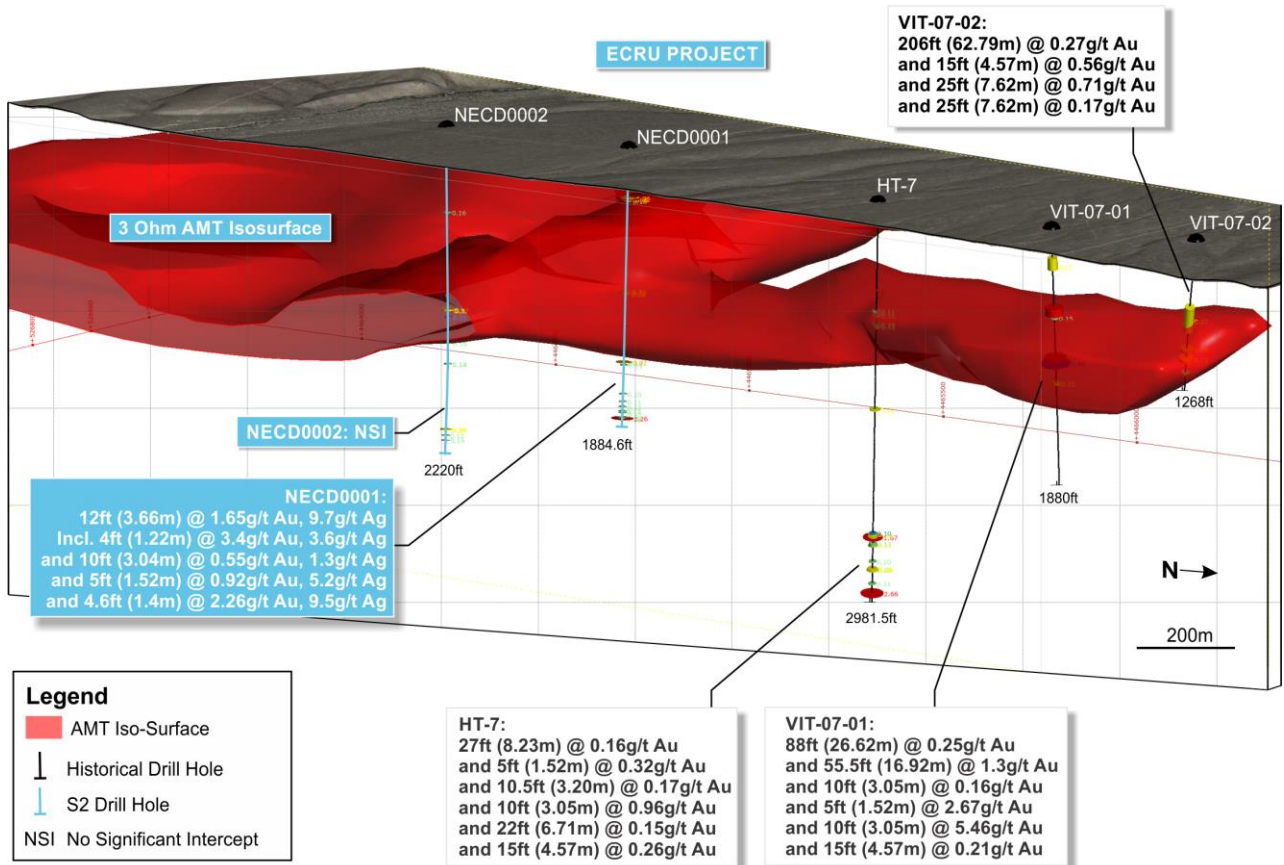 ECRU PROJECT
VIT-07-02:
206ft (62.79m) @ 0.27g/t Au
and 15ft (4.57m) @ 0.56g/t Au
and 25ft (7.62m) @ 0.71g/t Au
and 25ft (7.62m) @ 0.17g/t Au
NECD0002
NECD0001
HT-7
VIT-07-01
VIT-07-02
3 Ohm AMT Isosurface
NECD0002: NSI
2220ft
1884.6ft
2981.5ft
1880ft
1268ft
NECD0001:
12ft (3.66m) @ 1.65g/t Au, 9.7g/t Ag
Incl. 4ft (1.22m) @ 3.4g/t Au, 3.6g/t Ag
and 10ft (3.04m) @ 0.55g/t Au, 1.3g/t Ag
and 5ft (1.52m) @ 0.92g/t Au, 5.2g/t Ag
and 4.6ft (1.4m) @ 2.26g/t Au, 9.5g/t Ag
N
200m
Legend
AMT Iso-Surface
Historical Drill Hole
S2 Drill Hole
NSI No Significant Intercept
HT-7:
27ft (8.23m) @ 0.16g/t Au
and 5ft (1.52m) @ 0.32g/t Au
and 10.5ft (3.20m) @ 0.17g/t Au
and 10ft (3.05m) @ 0.96g/t Au
and 22ft (6.71m) @ 0.15g/t Au
and 15ft (4.57m) @ 0.26g/t Au
VIT-07-01:
88ft (26.62m) @ 0.25g/t Au
and 55.5ft (16.92m) @ 1.3g/t Au
and 10ft (3.05m) @ 0.16g/t Au
and 5ft (1.52m) @ 2.67g/t Au
and 10ft (3.05m) @ 5.46g/t Au
and 15ft (4.57m) @ 0.21g/t Au
+4465500
+4466000